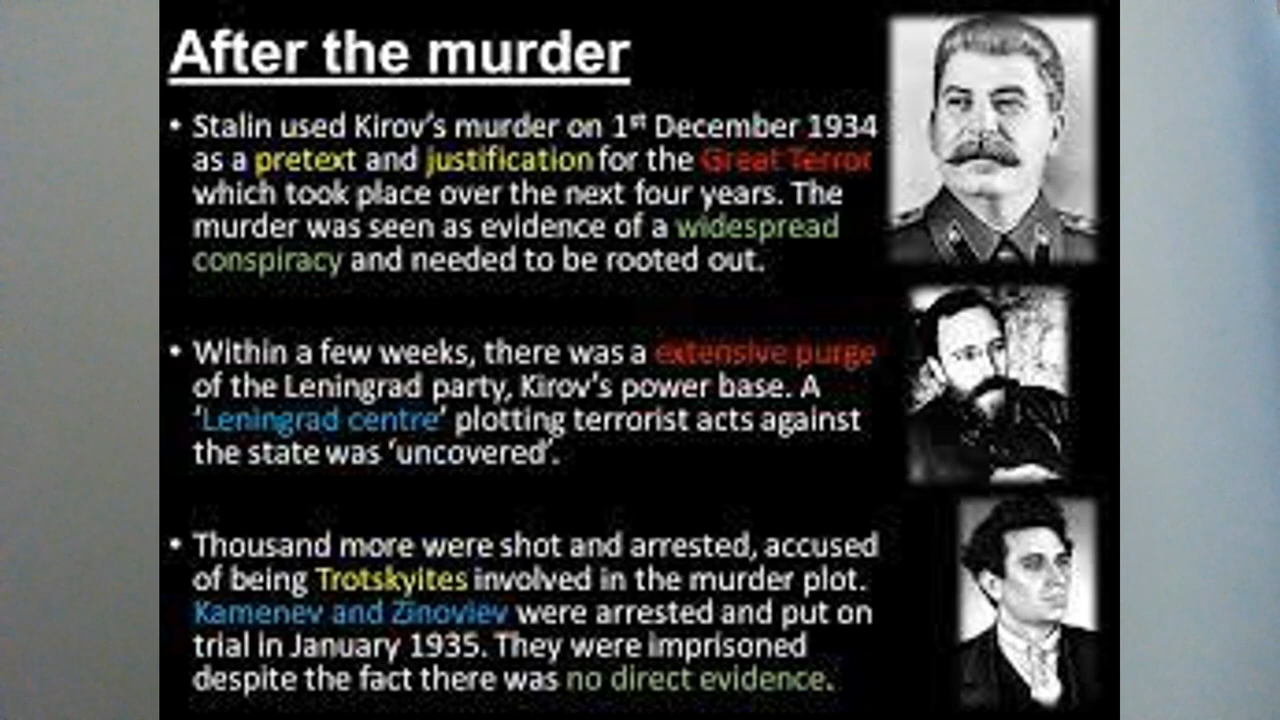 After the murder
• Stalin used Kirov’s murder on 1st December 1934
as a pretext and justification for the Great Terror
which took place over the next four years. The
murder was seen as evidence of a widespread
conspiracy and needed to be rooted out.
• Within a few weeks, there was a extensive purge
of the Leningrad party, Kirov’s power base. A
‘Leningrad centre’ plotting terrorist acts against
the state was ‘uncovered’.
• Thousand more were shot and arrested, accused
of being Trotskyites involved in the murder plot.
Kamenev and Zinoviev were arrested and put on
trial in January 1935. They were imprisoned
despite the fact there was no direct evidence.